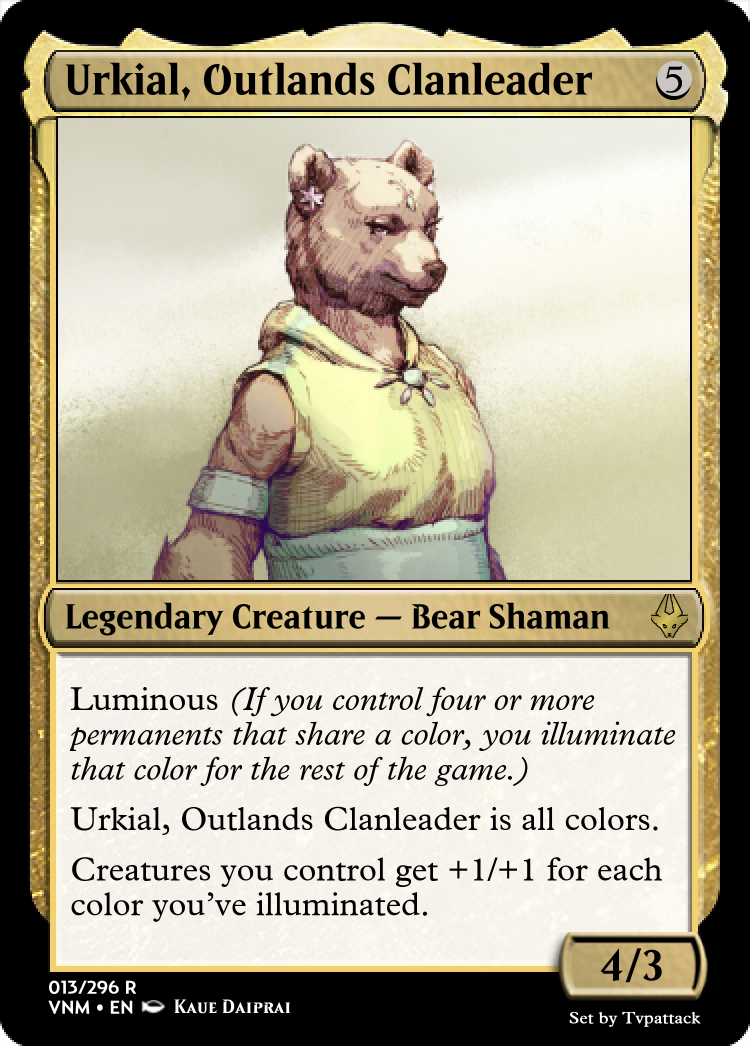 Urkial, Outlands Clanleader 5
Legendary Creature — Bear Shaman
Luminous (If you control four or more
permanents that share a color, you illuminate
that color for the rest of the game.)
Urkial, Outlands Clanleader is all colors.
Creatures you control get +1/+1 for each
color you've illuminated.
4/3
013/296 R
VNM • EN Kaue Daiprai
Set by Tvpattack